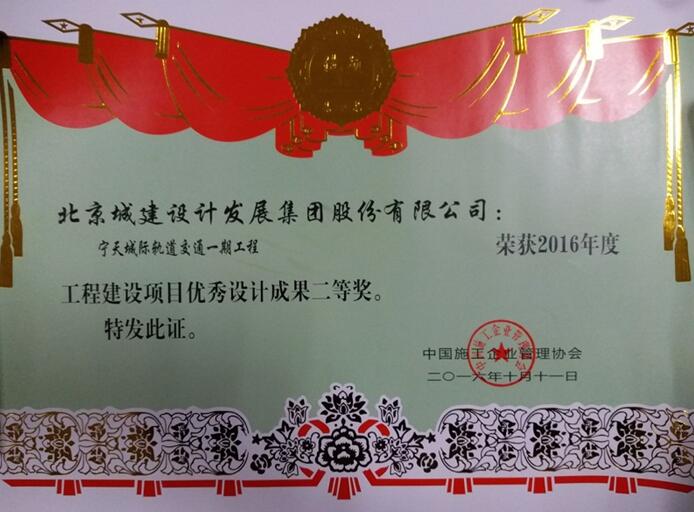 北京城建设计发展集团股份有限公司：
宁天城际轨道交通一期工程
荣获2016年度
工程建设项目优秀设计成果二等奖。
特发此证。
中国施工企业管理协会
二〇一六年十月十一日